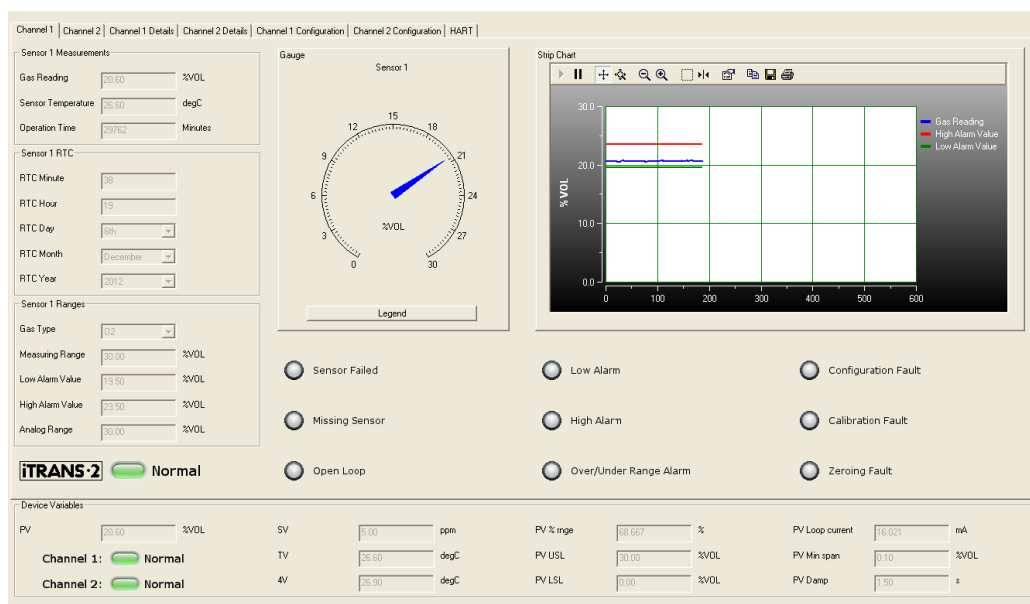 Channel 1 Channel 2 Channel 1 Details Channel 2 Details Channel 1 Configuration Channel 2 Configuration HART
Sensor 1 Measurements
Gas Reading 20.60 %VOL
Sensor Temperature 26.60 degC
Operation Time 29762 Minutes
Sensor 1 RTC
RTC Minute 38
RTC Hour 19
RTC Day 6th
RTC Month December
RTC Year 2012
Sensor 1 Ranges
Gas Type O2
Measuring Range 30.00 %VOL
Low Alarm Value 19.50 %VOL
High Alarm Value 23.50 %VOL
Analog Range 30.00 %VOL
iTRANS·2 Normal
Gauge
Sensor 1
15
12 18
9 21
6 24
%VOL
3 27
0 30
Legend
Strip Chart
30.0
20.0
10.0
0.0
%VOL
0 100 200 300 400 500 600
Gas Reading
High Alarm Value
Low Alarm Value
Sensor Failed Low Alarm Configuration Fault
Missing Sensor High Alarm Calibration Fault
Open Loop Over/Under Range Alarm Zeroing Fault
Device Variables
PV 20.60 %VOL SV 5.00 ppm PV % rnge 68.667 % PV Loop current 16.021 mA
Channel 1: Normal TV 26.60 degC PV USL 30.00 %VOL PV Min span 0.10 %VOL
Channel 2: Normal 4V 26.90 degC PV LSL 0.00 %VOL PV Damp 1.50 s